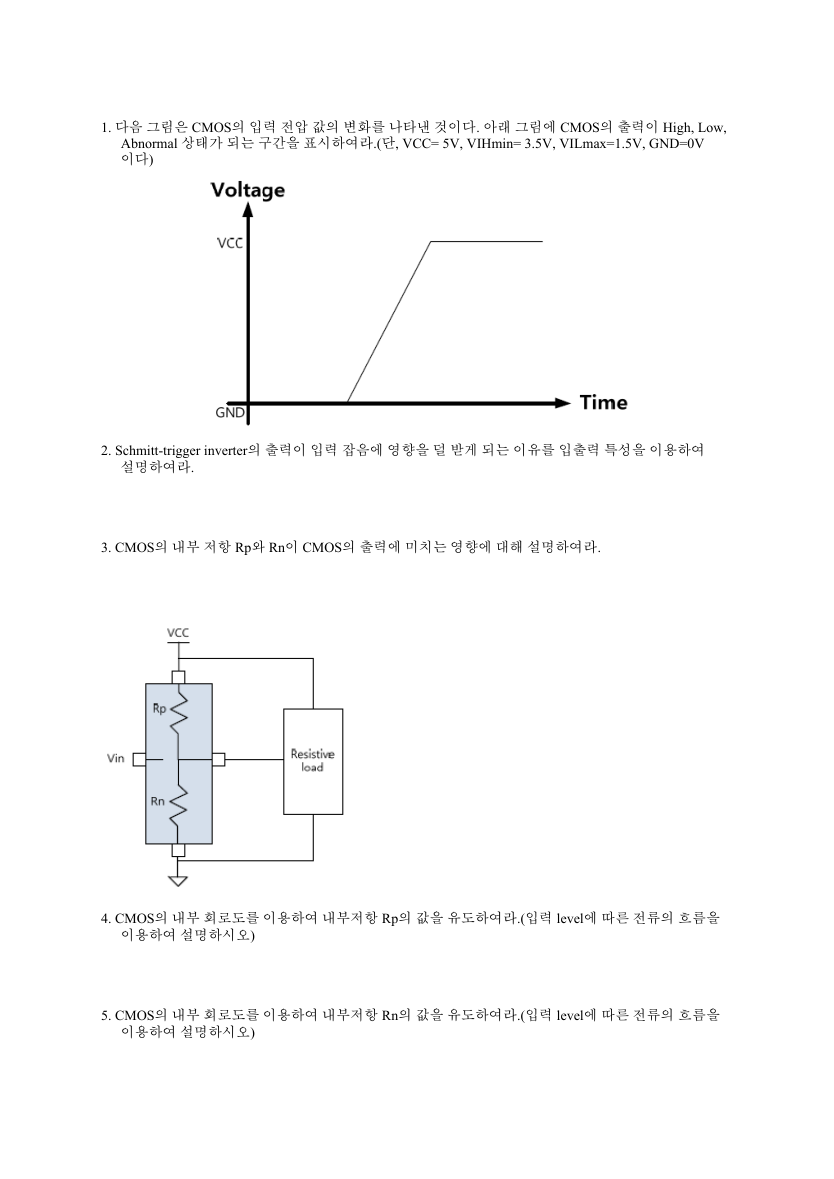 1. 다음 그림은 CMOS의 입력 전압 값의 변화를 나타낸 것이다. 아래 그림에 CMOS의 출력이 High, Low,
Abnormal 상태가 되는 구간을 표시하여라.(단, VCC= 5V, VIHmin= 3.5V, VILmax=1.5V, GND=0V
이다)
Voltage
VCC
GND
Time
2. Schmitt-trigger inverter의 출력이 입력 잡음에 영향을 덜 받게 되는 이유를 입출력 특성을 이용하여
설명하여라.
3. CMOS의 내부 저항 Rp와 Rn이 CMOS의 출력에 미치는 영향에 대해 설명하여라.
VCC
Rp
Vin
Resistive
load
Rn
4. CMOS의 내부 회로도를 이용하여 내부저항 Rp의 값을 유도하여라.(입력 level에 따른 전류의 흐름을
이용하여 설명하시오)
5. CMOS의 내부 회로도를 이용하여 내부저항 Rn의 값을 유도하여라.(입력 level에 따른 전류의 흐름을
이용하여 설명하시오)